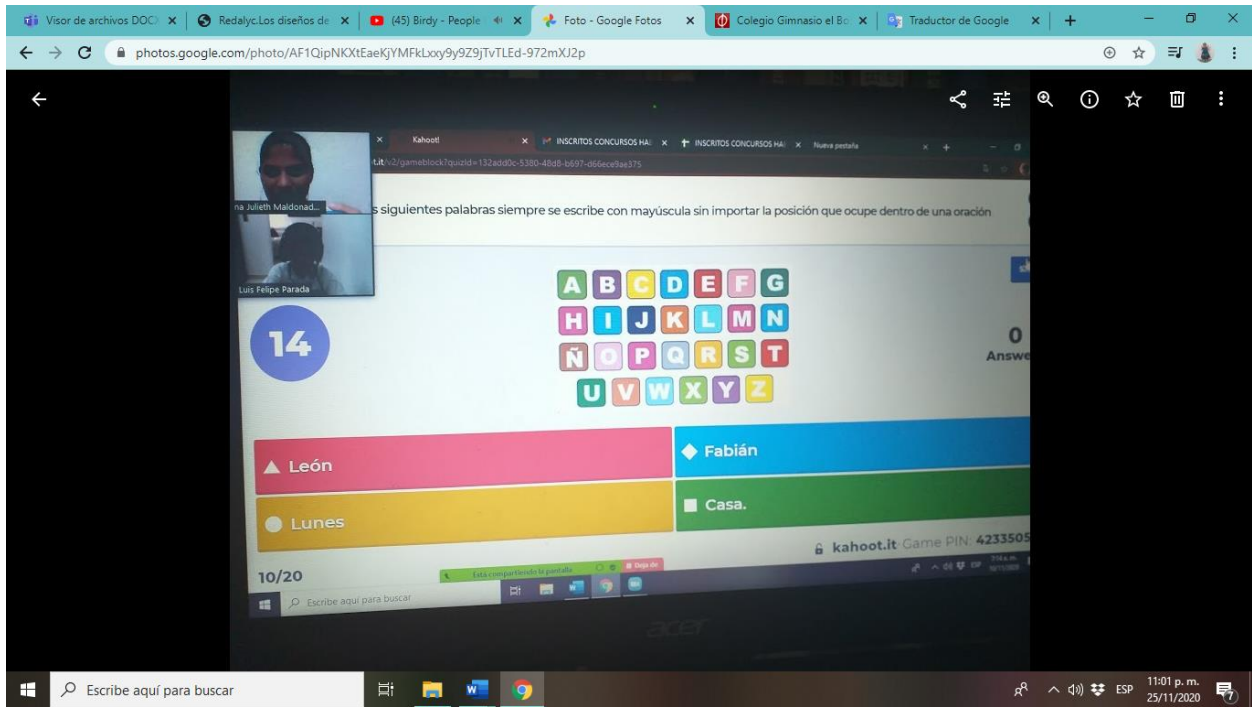 Visor de archivos DOC
Redalyc.Los diseños de
(45) Birdy - People
Foto - Google Fotos
Colegio Gimnasio el Bo
Traductor de Google
photos.google.com/photo/AF1QipNKXtEaeKjYMFkLxxy9y9Z9jTvTLEd-972mXJ2p
Kahoot!
INSCRITOS CONCURSOS HA
INSCRITOS CONCURSOS HA
Nueva pestaña
t.it/v2/gameblock?quizId=132add0c-5380-48d8-b697-d66ece9ae375
na Julieth Maldonad...
s siguientes palabras siempre se escribe con mayúscula sin importar la posición que ocupe dentro de una oración
Luis Felipe Parada
A B C D E F G
H I J K L M N
Ñ O P Q R S T
U V W X Y Z
14
0
Answe
León
Fabián
Lunes
Casa.
kahoot.it Game PIN: 4233505
10/20
Está compartiendo la pantalla
Deja de
Escribe aquí para buscar
ESP
acer
Escribe aquí para buscar
ESP
11:01 p. m.
25/11/2020
7